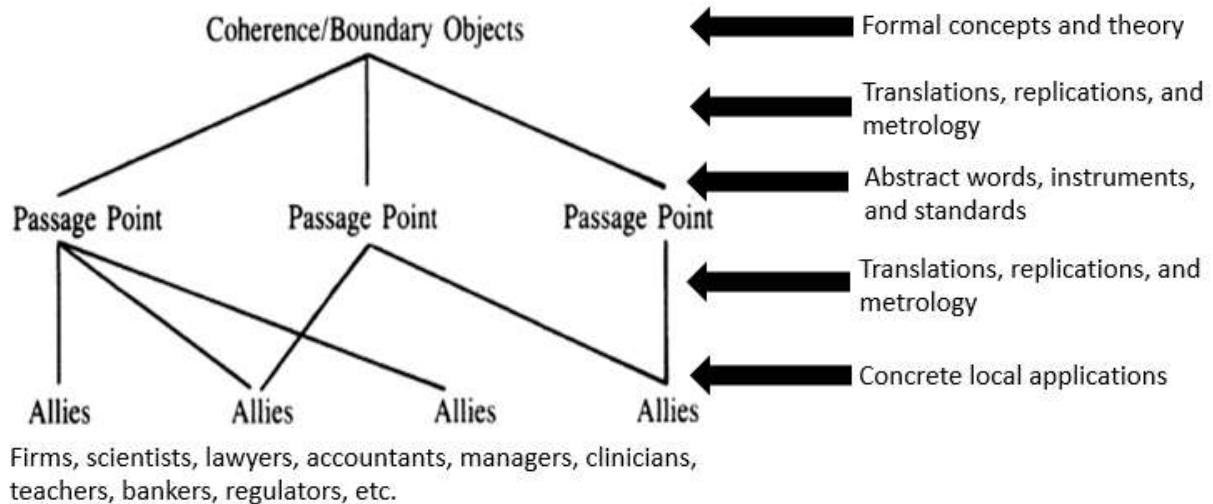 Coherence/Boundary Objects
Formal concepts and theory
Translations, replications, and
metrology
Abstract words, instruments,
and standards
Passage Point
Passage Point
Passage Point
Translations, replications, and
metrology
Concrete local applications
Allies
Allies
Allies
Allies
Firms, scientists, lawyers, accountants, managers, clinicians,
teachers, bankers, regulators, etc.